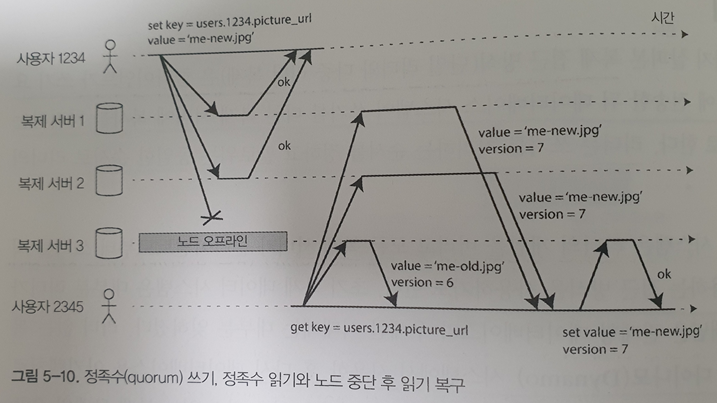 set key = users.1234.picture_url
value = 'me-new.jpg'
시간
사용자 1234
ok
복제 서버 1
ok
value = 'me-new.jpg'
version = 7
복제 서버 2
value = 'me-new.jpg'
version = 7
복제 서버 3
노드 오프라인
value = 'me-old.jpg'
version = 6
ok
사용자 2345
get key = users.1234.picture_url
set value = 'me-new.jpg'
version = 7
그림 5-10. 정족수(quorum) 쓰기, 정족수 읽기와 노드 중단 후 읽기 복구